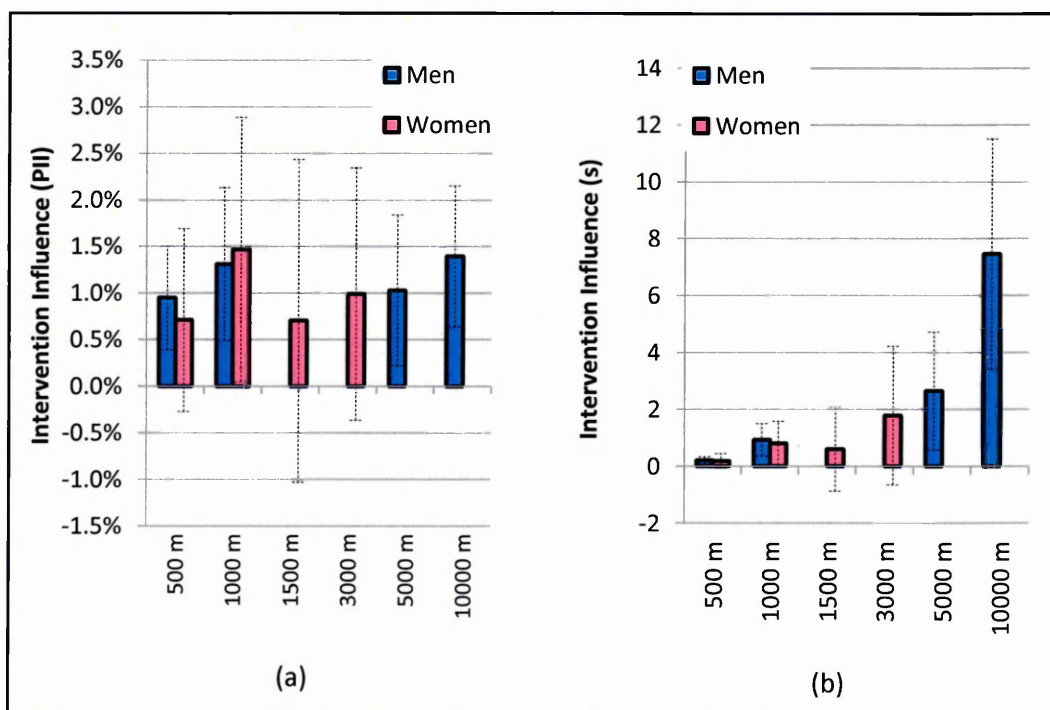 3.5%
3.0%
2.5%
2.0%
1.5%
1.0%
0.5%
0.0%
-0.5%
-1.0%
-1.5%
Intervention Influence (PII)
Men
Women
500 m
1000 m
1500 m
3000 m
5000 m
10000 m
(a)
14
12
10
8
6
4
2
0
-2
Intervention Influence (s)
Men
Women
500 m
1000 m
1500 m
3000 m
5000 m
10000 m
(b)